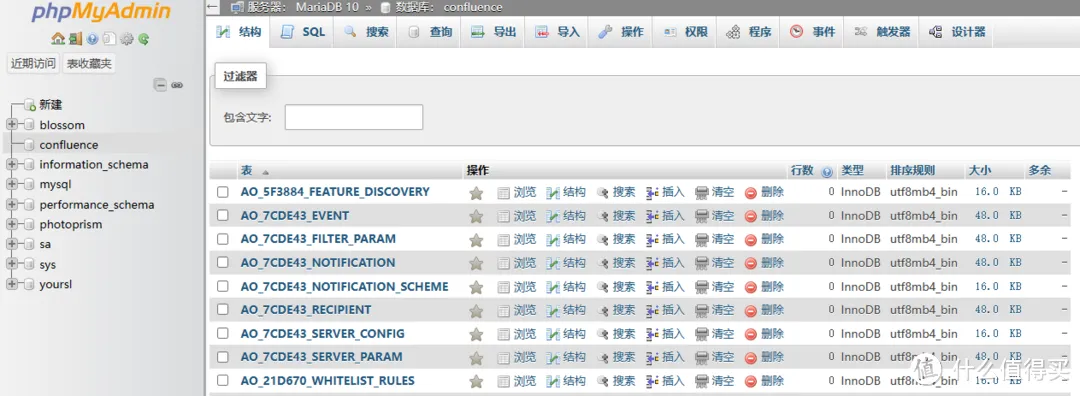 phpMyAdmin
近期访问 表收藏夹
新建
blossom
confluence
information_schema
mysql
performance_schema
photoprism
sa
sys
yoursl
服务器: MariaDB 10 » 数据库: confluence
结构 SQL 搜索 查询 导出 导入 操作 权限 程序 事件 触发器 设计器
过滤器
包含文字:
表 操作 行数 类型 排序规则 大小 多余
AO_5F3884_FEATURE_DISCOVERY 浏览 结构 搜索 插入 清空 删除 0 InnoDB utf8mb4_bin 16.0 KB -
AO_7CDE43_EVENT 浏览 结构 搜索 插入 清空 删除 0 InnoDB utf8mb4_bin 48.0 KB -
AO_7CDE43_FILTER_PARAM 浏览 结构 搜索 插入 清空 删除 0 InnoDB utf8mb4_bin 48.0 KB -
AO_7CDE43_NOTIFICATION 浏览 结构 搜索 插入 清空 删除 0 InnoDB utf8mb4_bin 48.0 KB -
AO_7CDE43_NOTIFICATION_SCHEME 浏览 结构 搜索 插入 清空 删除 0 InnoDB utf8mb4_bin 16.0 KB -
AO_7CDE43_RECIPIENT 浏览 结构 搜索 插入 清空 删除 0 InnoDB utf8mb4_bin 48.0 KB -
AO_7CDE43_SERVER_CONFIG 浏览 结构 搜索 插入 清空 删除 0 InnoDB utf8mb4_bin 16.0 KB -
AO_7CDE43_SERVER_PARAM 浏览 结构 搜索 插入 清空 删除 0 InnoDB utf8mb4_bin 48.0 KB -
AO_21D670_WHITELIST_RULES 浏览 结构 搜索 插入 清空 删除 0 InnoDB utf8mb4_bin 16.0 KB -
值 什么值得买